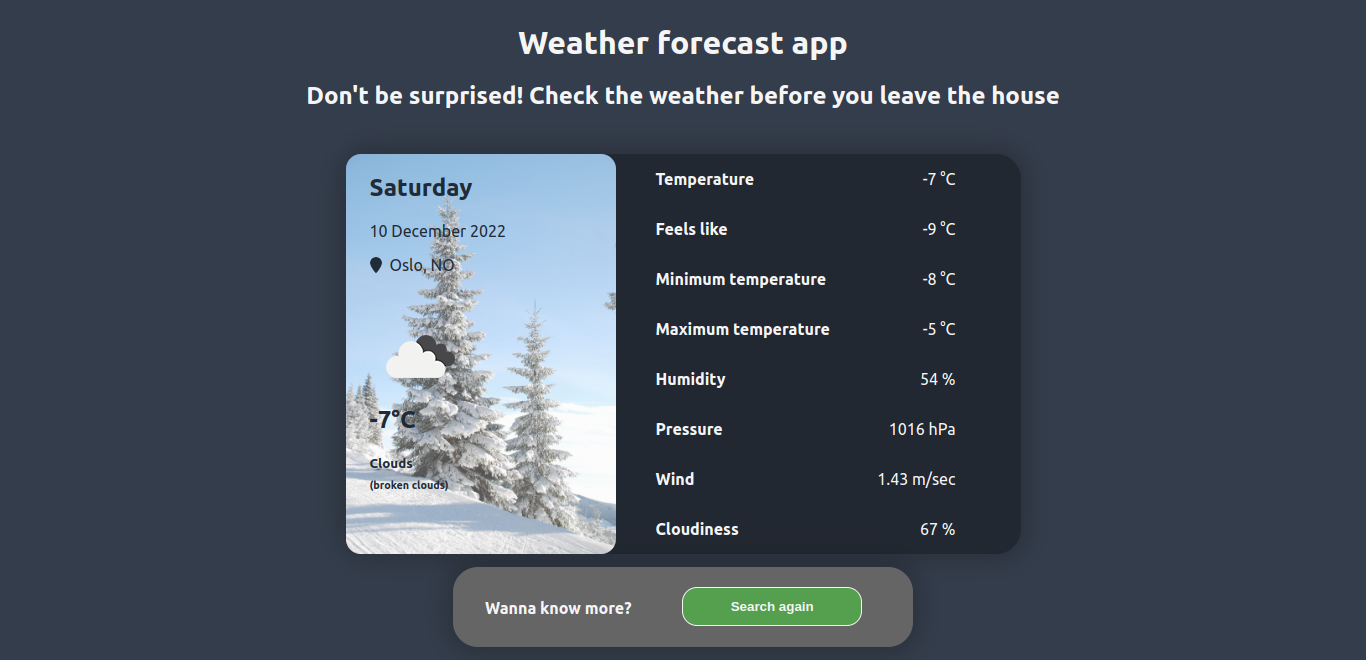 Weather forecast app
Don't be surprised! Check the weather before you leave the house
Saturday
10 December 2022
Oslo, NO
-7°C
Clouds
(broken clouds)
Temperature -7 °C
Feels like -9 °C
Minimum temperature -8 °C
Maximum temperature -5 °C
Humidity 54 %
Pressure 1016 hPa
Wind 1.43 m/sec
Cloudiness 67 %
Wanna know more? Search again